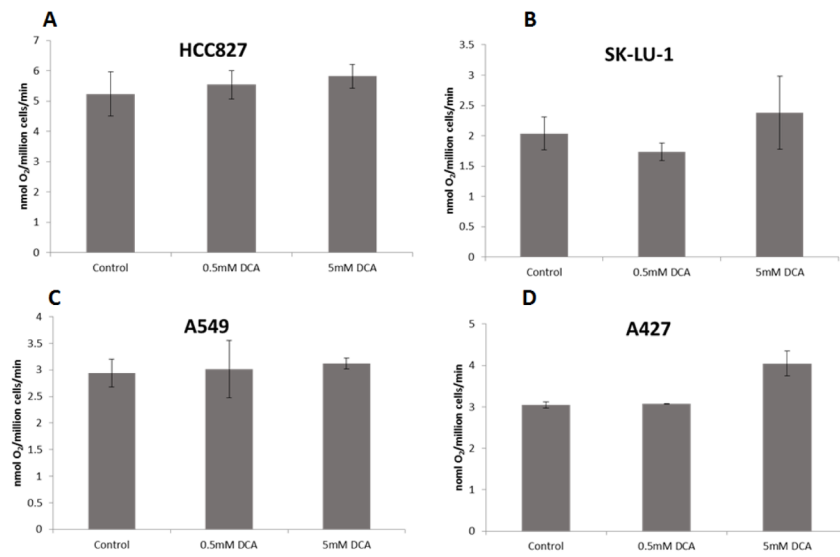 A
HCC827
nmol O₂/million cells/min
7
6
5
4
3
2
1
0
Control
0.5mM DCA
5mM DCA
B
SK-LU-1
nmol O₂/million cells/min
3.5
3
2.5
2
1.5
1
0.5
0
Control
0.5mM DCA
5mM DCA
C
A549
nmol O₂/million cells/min
4
3.5
3
2.5
2
1.5
1
0.5
0
Control
0.5mM DCA
5mM DCA
D
A427
noml O₂/million cells/min
5
4
3
2
1
0
Control
0.5mM DCA
5mM DCA